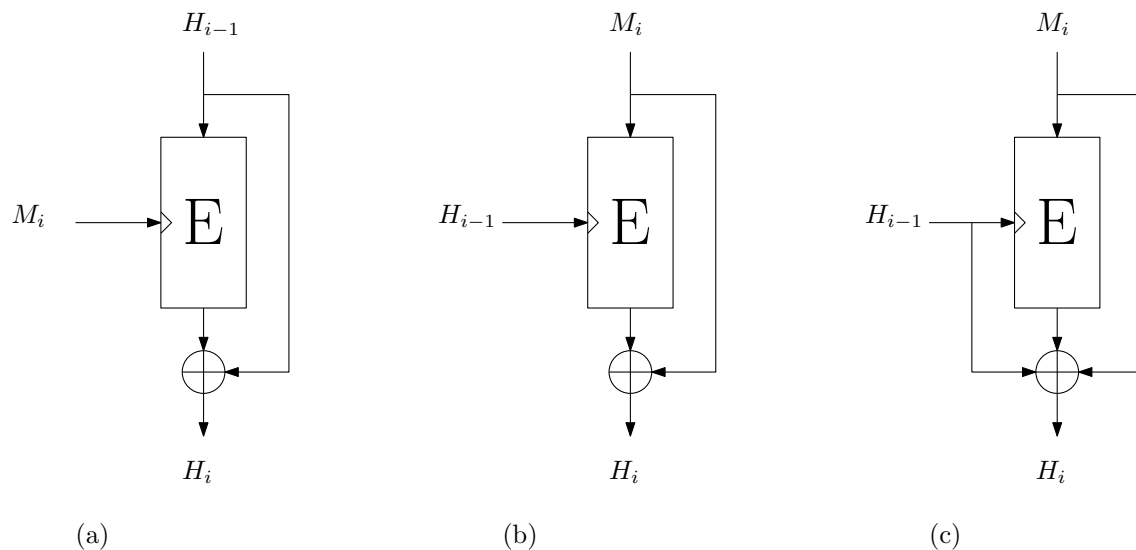 $H_{i-1}$ $M_i$ $M_i$
$M_i$ E $H_{i-1}$ E $H_{i-1}$ E
$H_i$ $H_i$ $H_i$
(a) (b) (c)